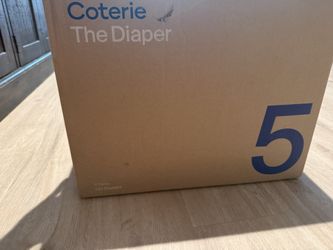 Coterie
The Diaper
5